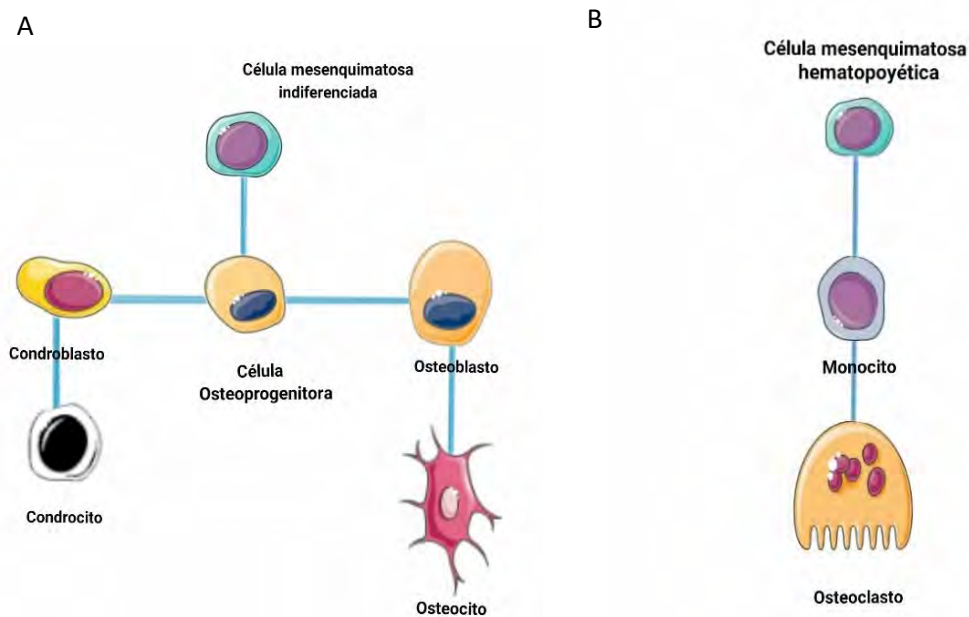 A
Célula mesenquimatosa
indiferenciada
Condroblasto
Célula
Osteoprogenitora
Osteoblasto
Condrocito
Osteocito
B
Célula mesenquimatosa
hematopoyética
Monocito
Osteoclasto